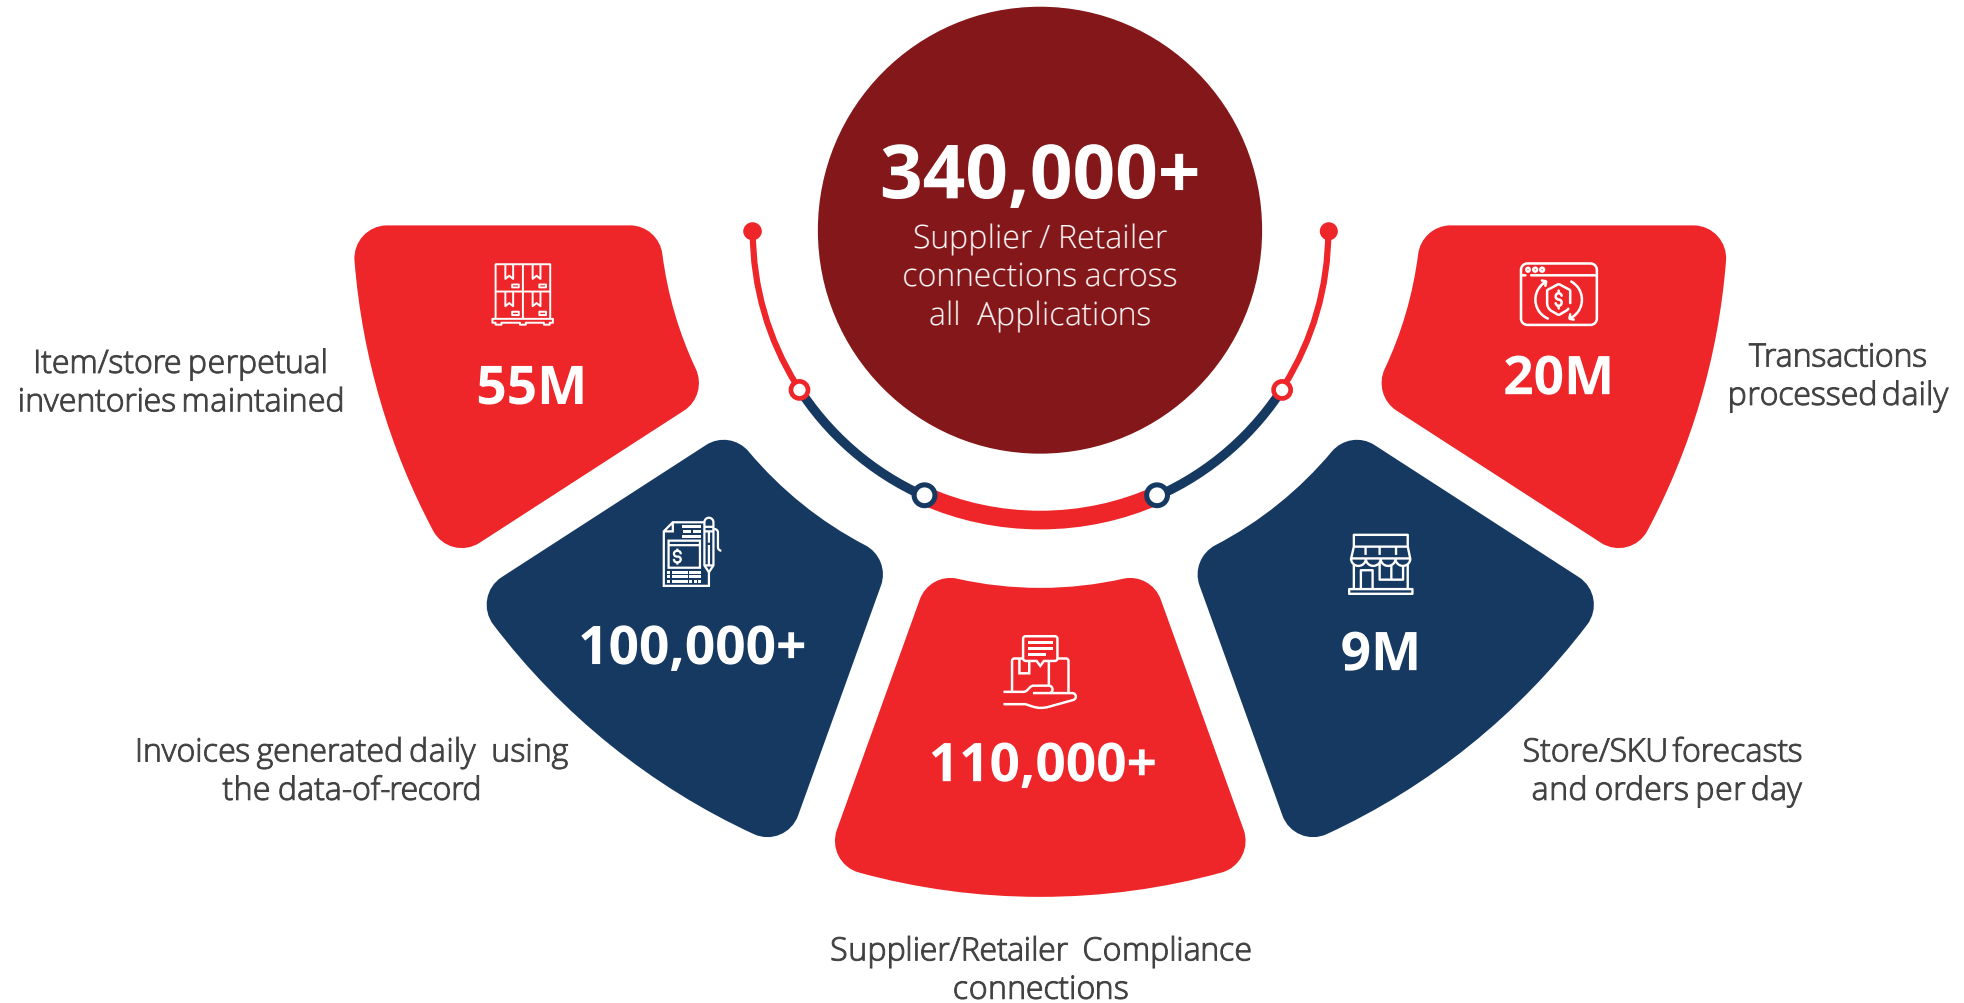 340,000+
Supplier / Retailer
connections across
all Applications
55M
Item/store perpetual
inventories maintained
100,000+
Invoices generated daily using
the data-of-record
110,000+
Supplier/Retailer Compliance
connections
9M
Store/SKU forecasts
and orders per day
20M
Transactions
processed daily
$
$